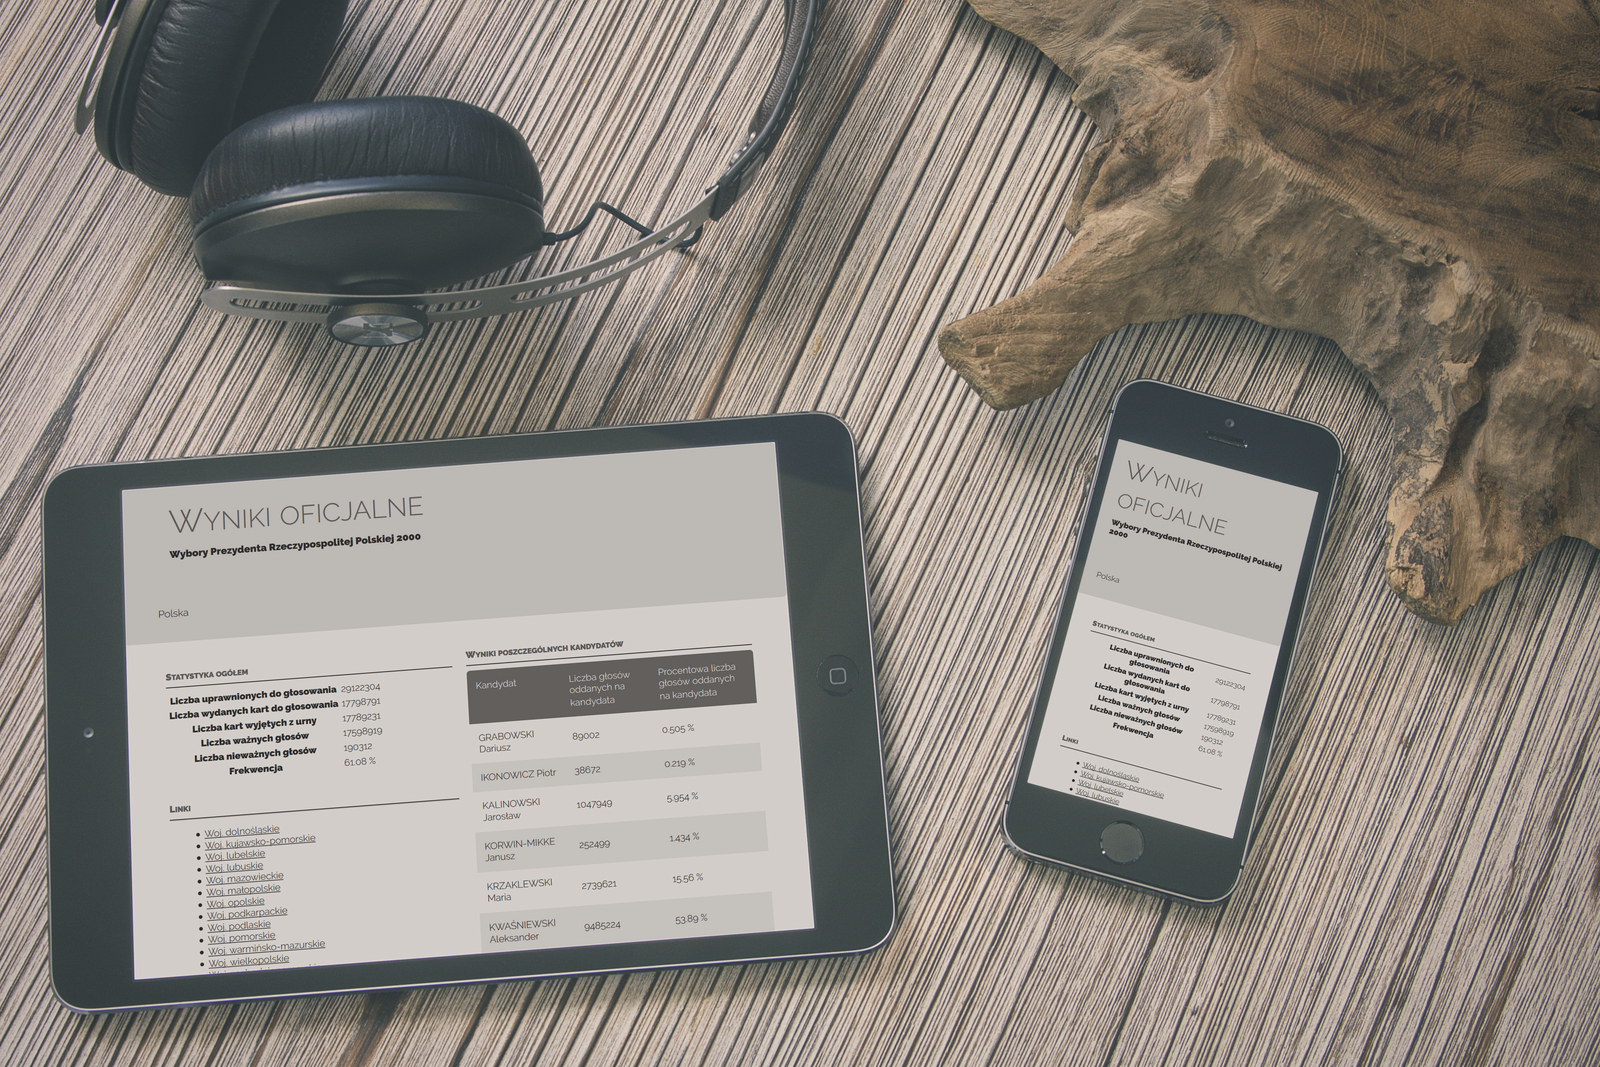 WYNIKI OFICJALNE
Wybory Prezydenta Rzeczypospolitej Polskiej 2000
Polska
STATYSTYKA OGÓŁEM
Liczba uprawnionych do głosowania 29122304
Liczba wydanych kart do głosowania 17798791
Liczba kart wyjętych z urny 17789231
Liczba ważnych głosów 17598919
Liczba nieważnych głosów 190312
Frekwencja 61.08 %
LINKI
Woj. dolnośląskie
Woj. kujawsko-pomorskie
Woj. lubelskie
Woj. lubuskie
Woj. mazowieckie
Woj. małopolskie
Woj. opolskie
Woj. podkarpackie
Woj. podlaskie
Woj. pomorskie
Woj. warmińsko-mazurskie
Woj. wielkopolskie
WYNIKI POSZCZEGÓLNYCH KANDYDATÓW
Kandydat
Liczba głosów
oddanych na
kandydata
Procentowa liczba
głosów oddanych
na kandydata
GRABOWSKI
Dariusz
89002
0.505 %
IKONOWICZ Piotr
38672
0.219 %
KALINOWSKI
Jarosław
1047949
5.954 %
KORWIN-MIKKE
Janusz
252499
1.434 %
KRZAKLEWSKI
Maria
2739621
15.56 %
KWAŚNIEWSKI
Aleksander
9485224
53.89 %
WYNIKI
OFICJALNE
Wybory Prezydenta Rzeczypospolitej Polskiej
2000
Polska
STATYSTYKA OGÓŁEM
Liczba uprawnionych do
głosowania
29122304
Liczba wydanych kart do
głosowania
17798791
Liczba kart wyjętych z urny
17789231
Liczba ważnych głosów
17598919
Liczba nieważnych głosów
190312
Frekwencja
61.08 %
LINKI
Woj. dolnośląskie
Woj. kujawsko-pomorskie
Woj. lubelskie
Woj. lubuskie